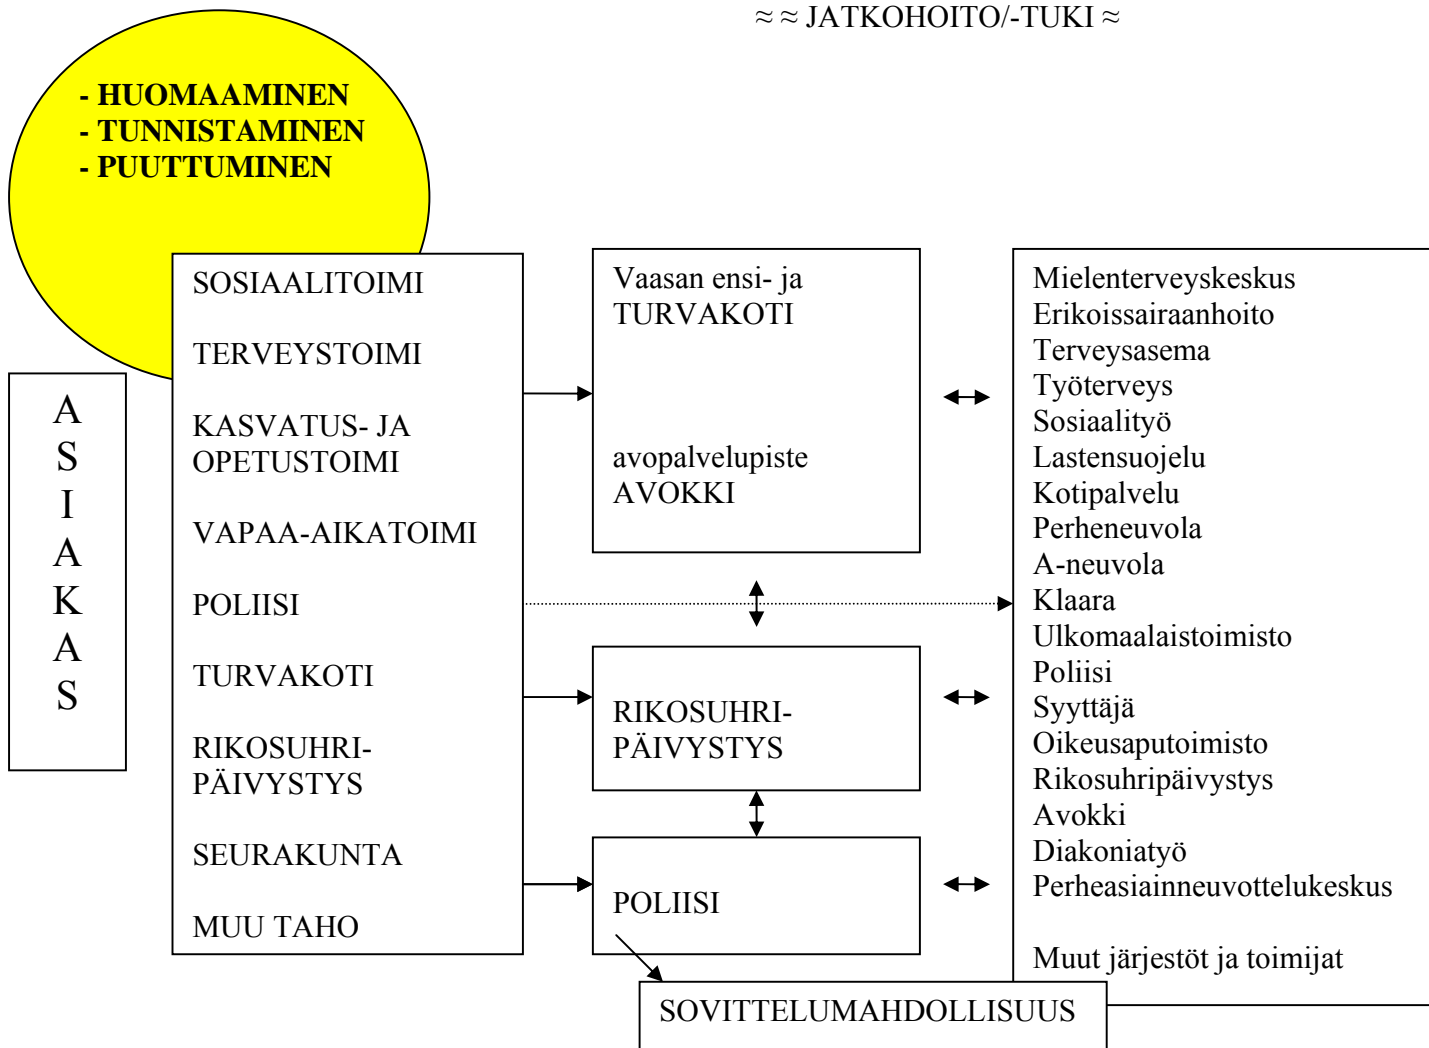 ≈ ≈ JATKOHOITO/-TUKI ≈
- HUOMAAMINEN
- TUNNISTAMINEN
- PUUTTUMINEN
A
S
I
A
K
A
S
SOSIAALITOIMI
TERVEYSTOIMI
KASVATUS- JA
OPETUSTOIMI
VAPAA-AIKATOIMI
POLIISI
TURVAKOTI
RIKOSUHRI-
PÄIVYSTYS
SEURAKUNTA
MUU TAHO
Vaasan ensi- ja
TURVAKOTI
avopalvelupiste
AVOKKI
RIKOSUHRI-
PÄIVYSTYS
POLIISI
SOVITTELUMAHDOLLISUUS
Mielenterveyskeskus
Erikoissairaanhoito
Terveysasema
Työterveys
Sosiaalityö
Lastensuojelu
Kotipalvelu
Perheneuvola
A-neuvola
Klaara
Ulkomaalaistoimisto
Poliisi
Syyttäjä
Oikeusaputoimisto
Rikosuhripäivystys
Avokki
Diakoniatyö
Perheasiainneuvottelukeskus
Muut järjestöt ja toimijat